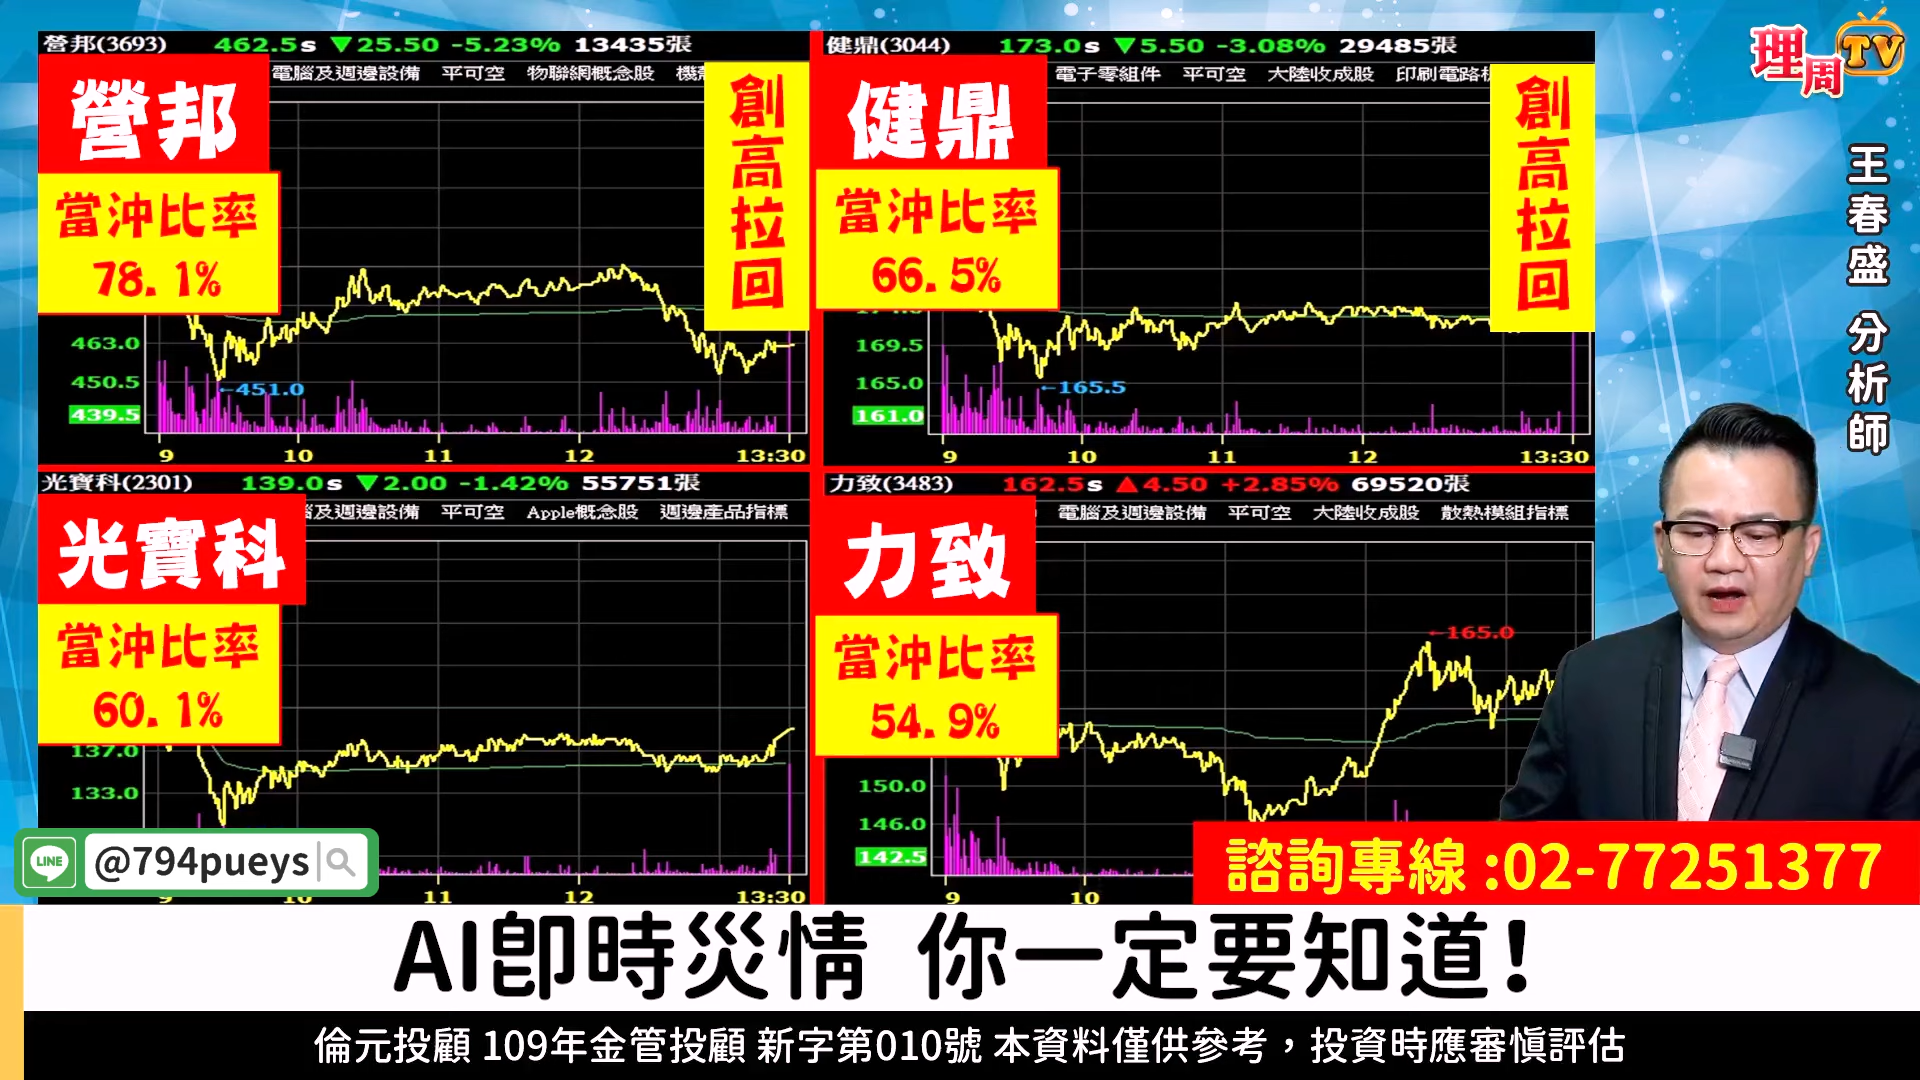 營邦(3693) 462.5s ▼25.50 -5.23% 13435張
電腦及週邊設備 平可空 物聯網概念股
營邦
當沖比率
78.1%
創高拉回
463.0
450.5
439.5
←451.0
9 10 11 12 13:30
健鼎(3044) 173.0s ▼5.50 -3.08% 29485張
電子零組件 平可空 大陸收成股 印刷電路
健鼎
當沖比率
66.5%
創高拉回
169.5
165.0
161.0
←165.5
9 10 11 12 13:30
光寶科(2301) 139.0s ▼2.00 -1.42% 55751張
腦及週邊設備 平可空 Apple概念股 週邊產品指標
光寶科
當沖比率
60.1%
137.0
133.0
9 10 11 12 13:30
力致(3483) 162.5s ▲4.50 +2.85% 69520張
電腦及週邊設備 平可空 大陸收成股 散熱模組指標
力致
當沖比率
54.9%
←165.0
150.0
146.0
142.5
9 10
理周TV
王春盛 分析師
LINE @794pueys
諮詢專線:02-77251377
AI即時災情 你一定要知道!
倫元投顧 109年金管投顧 新字第010號 本資料僅供參考，投資時應審慎評估